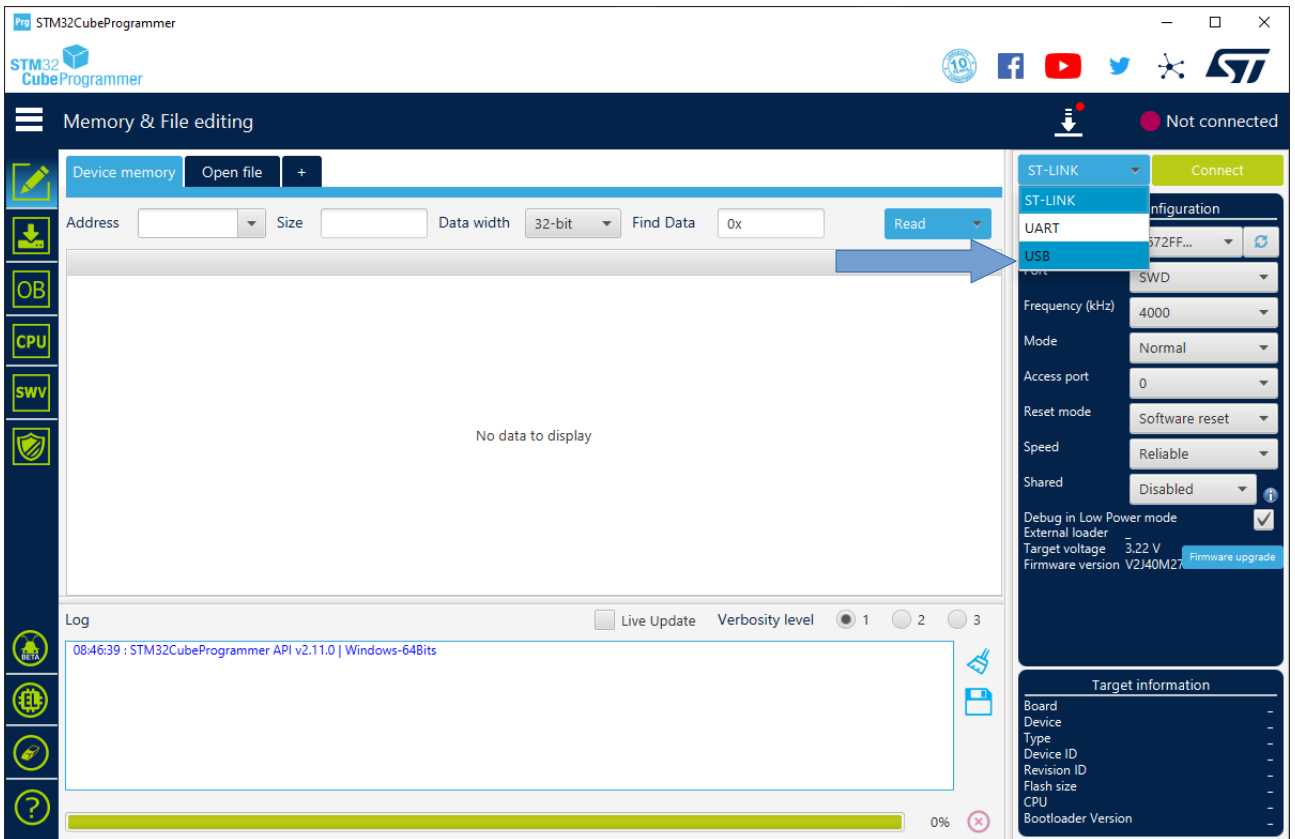 Prg STM32CubeProgrammer
STM32
CubeProgrammer
10
Memory & File editing
Not connected
Device memory Open file +
ST-LINK Connect
ST-LINK
UART
USB
nfiguration
Address Size Data width 32-bit Find Data 0x Read
572FF...
SWD
Frequency (kHz) 4000
Mode Normal
Access port 0
Reset mode Software reset
Speed Reliable
Shared Disabled
Debug in Low Power mode
External loader _
Target voltage 3.22 V
Firmware version V2J40M27
Firmware upgrade
OB
CPU
SWV
No data to display
Log Live Update Verbosity level 1 2 3
08:46:39 : STM32CubeProgrammer API v2.11.0 | Windows-64Bits
BETA
Target information
Board _
Device _
Type _
Device ID _
Revision ID _
Flash size _
CPU _
Bootloader Version _
0%